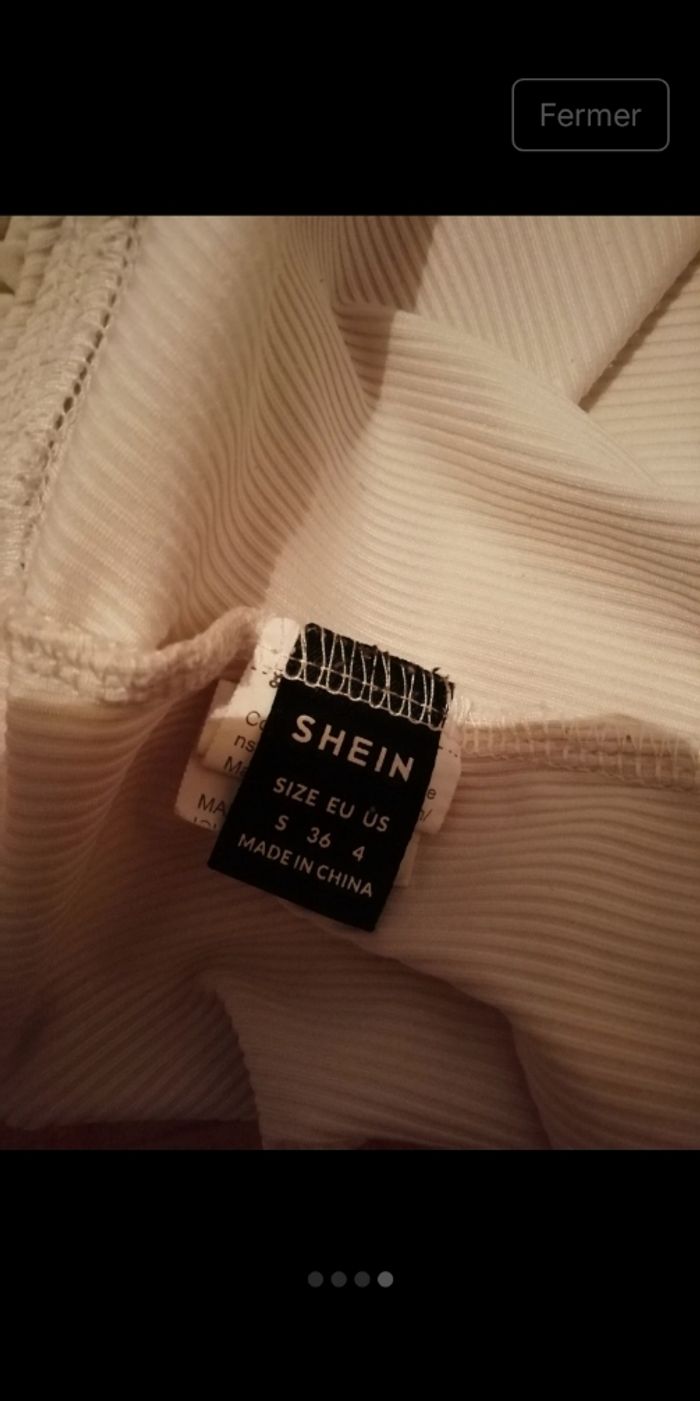 Fermer
SHEIN
SIZE EU US
S 36 4
MADE IN CHINA